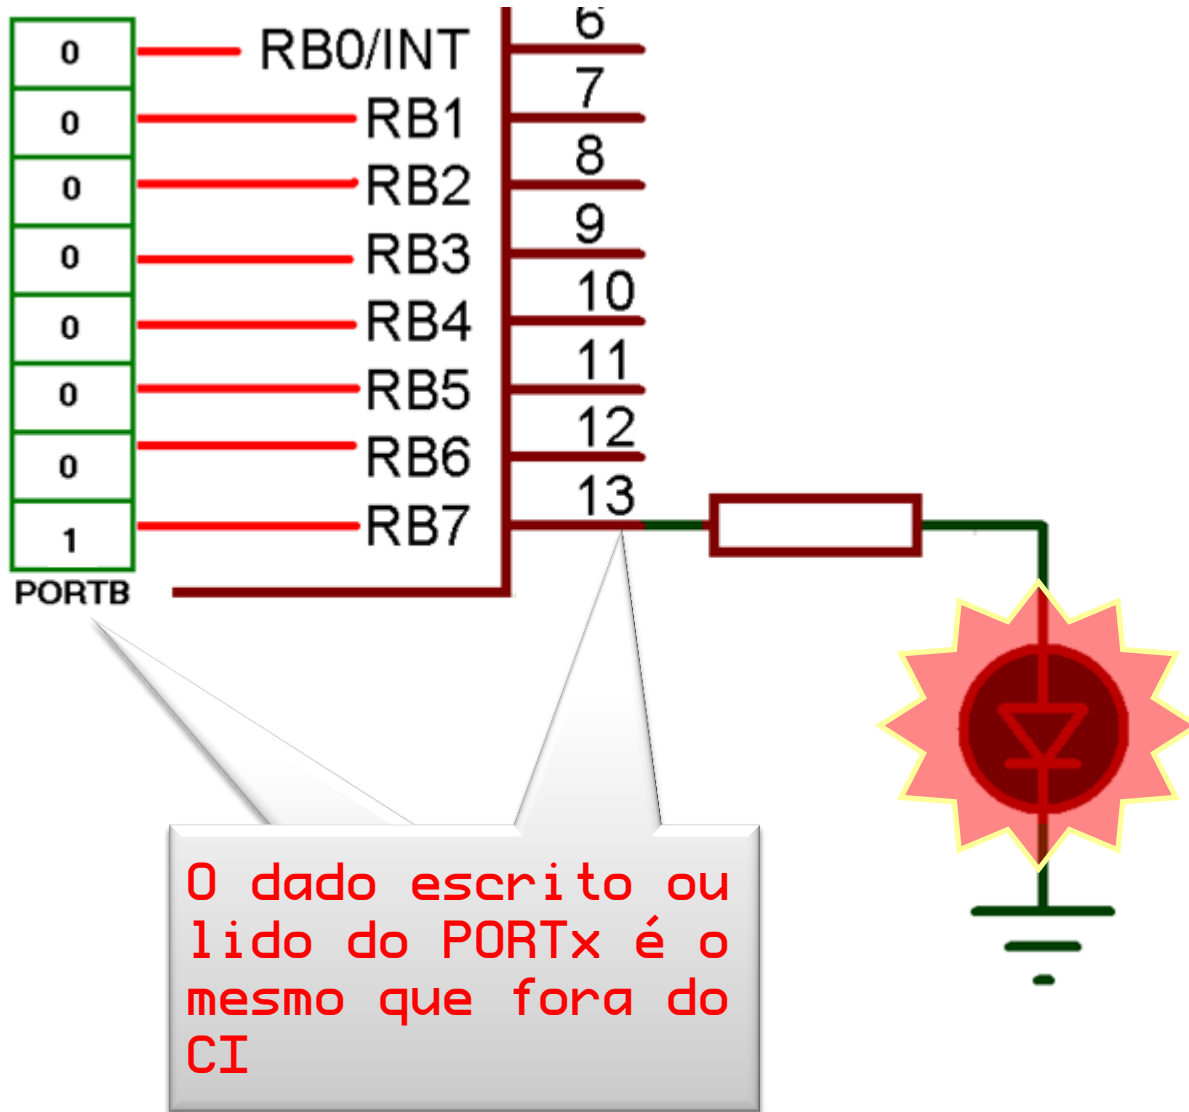 6
0 RB0/INT
7
0 RB1
8
0 RB2
9
0 RB3
10
0 RB4
11
0 RB5
12
0 RB6
13
1 RB7
PORTB
O dado escrito ou
lido do PORTx é o
mesmo que fora do
CI